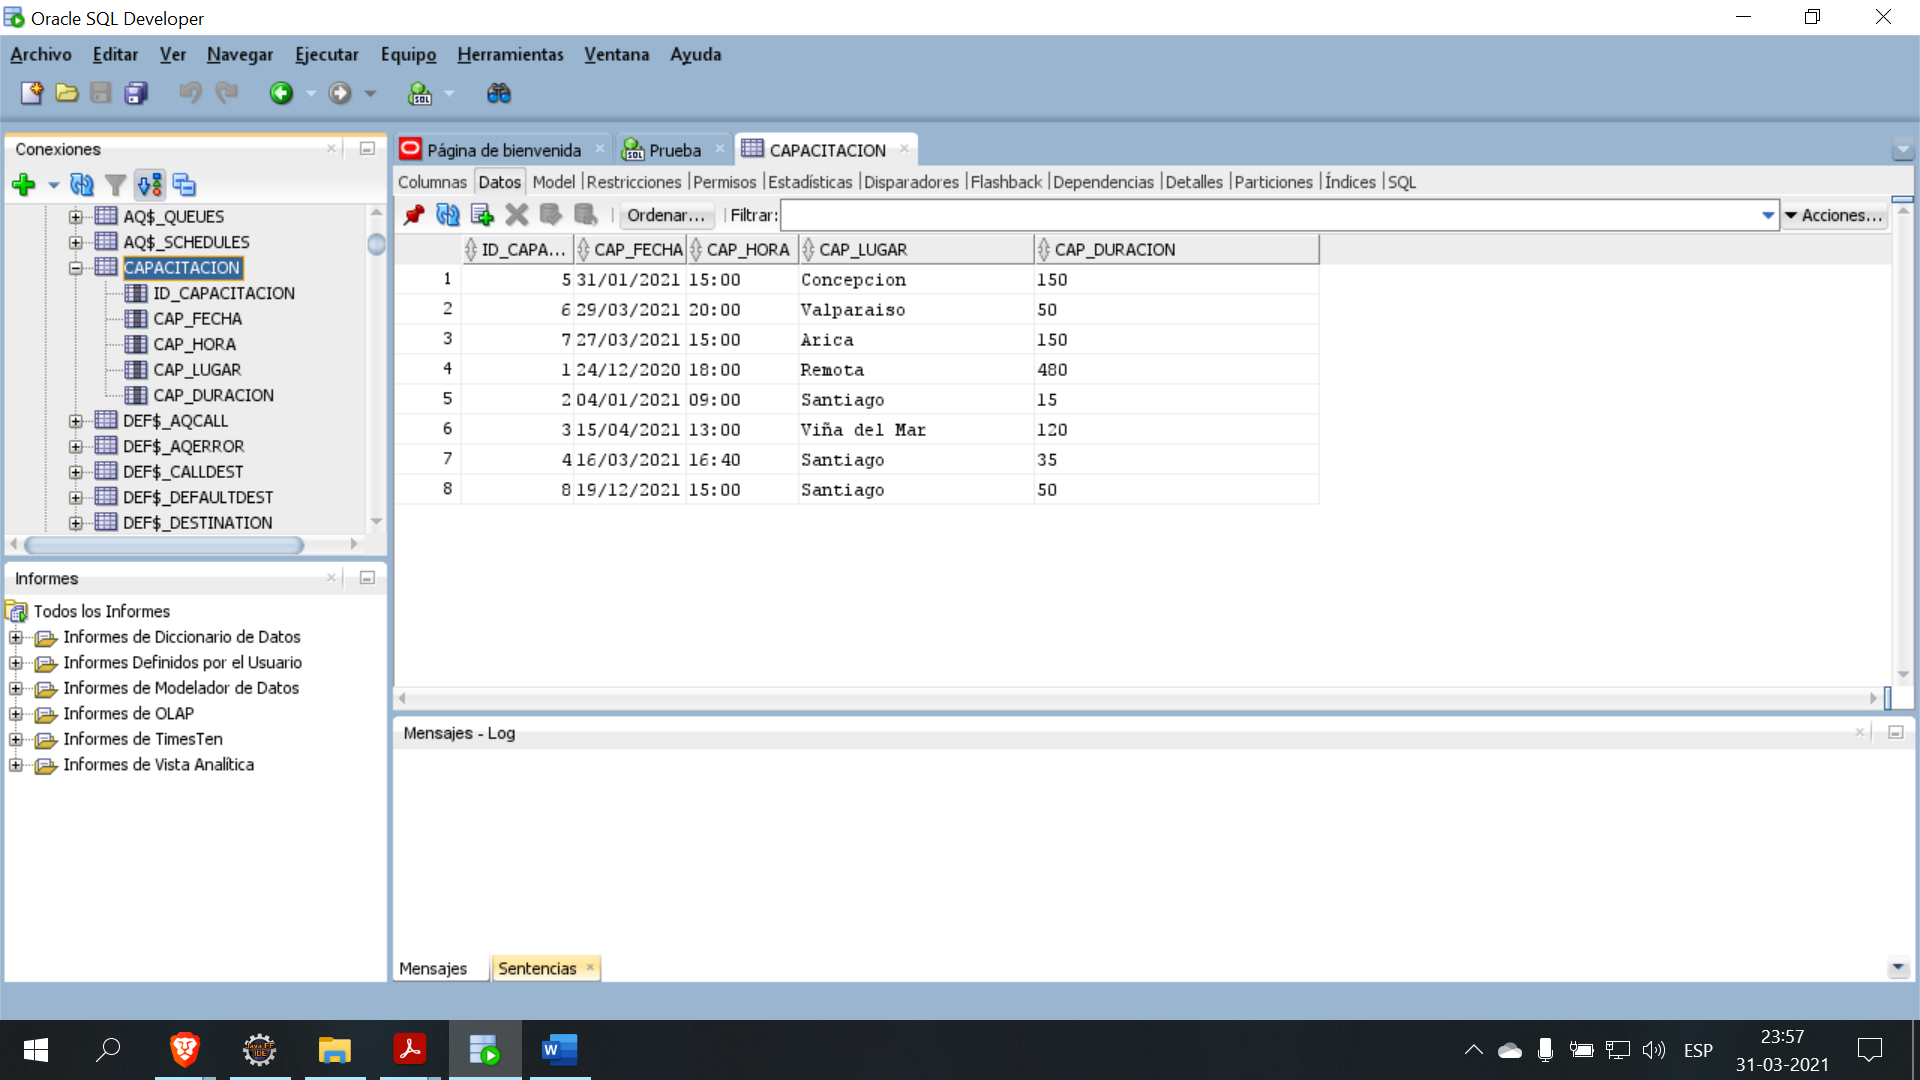 Oracle SQL Developer
Archivo Editar Ver Navegar Ejecutar Equipo Herramientas Ventana Ayuda
SQL
Conexiones
AQ$_QUEUES
AQ$_SCHEDULES
CAPACITACION
ID_CAPACITACION
CAP_FECHA
CAP_HORA
CAP_LUGAR
CAP_DURACION
DEF$_AQCALL
DEF$_AQERROR
DEF$_CALLDEST
DEF$_DEFAULTDEST
DEF$_DESTINATION
Informes
Todos los Informes
Informes de Diccionario de Datos
Informes Definidos por el Usuario
Informes de Modelador de Datos
Informes de OLAP
Informes de TimesTen
Informes de Vista Analítica
Página de bienvenida Prueba CAPACITACION
Columnas Datos Model Restricciones Permisos Estadísticas Disparadores Flashback Dependencias Detalles Particiones Índices SQL
Ordenar... Filtrar: Acciones...
ID_CAPA... CAP_FECHA CAP_HORA CAP_LUGAR CAP_DURACION
1 5 31/01/2021 15:00 Concepcion 150
2 6 29/03/2021 20:00 Valparaiso 50
3 7 27/03/2021 15:00 Arica 150
4 1 24/12/2020 18:00 Remota 480
5 2 04/01/2021 09:00 Santiago 15
6 3 15/04/2021 13:00 Viña del Mar 120
7 4 16/03/2021 16:40 Santiago 35
8 8 19/12/2021 15:00 Santiago 50
Mensajes - Log
Mensajes Sentencias
Java EE
IDE
W
ESP
23:57
31-03-2021